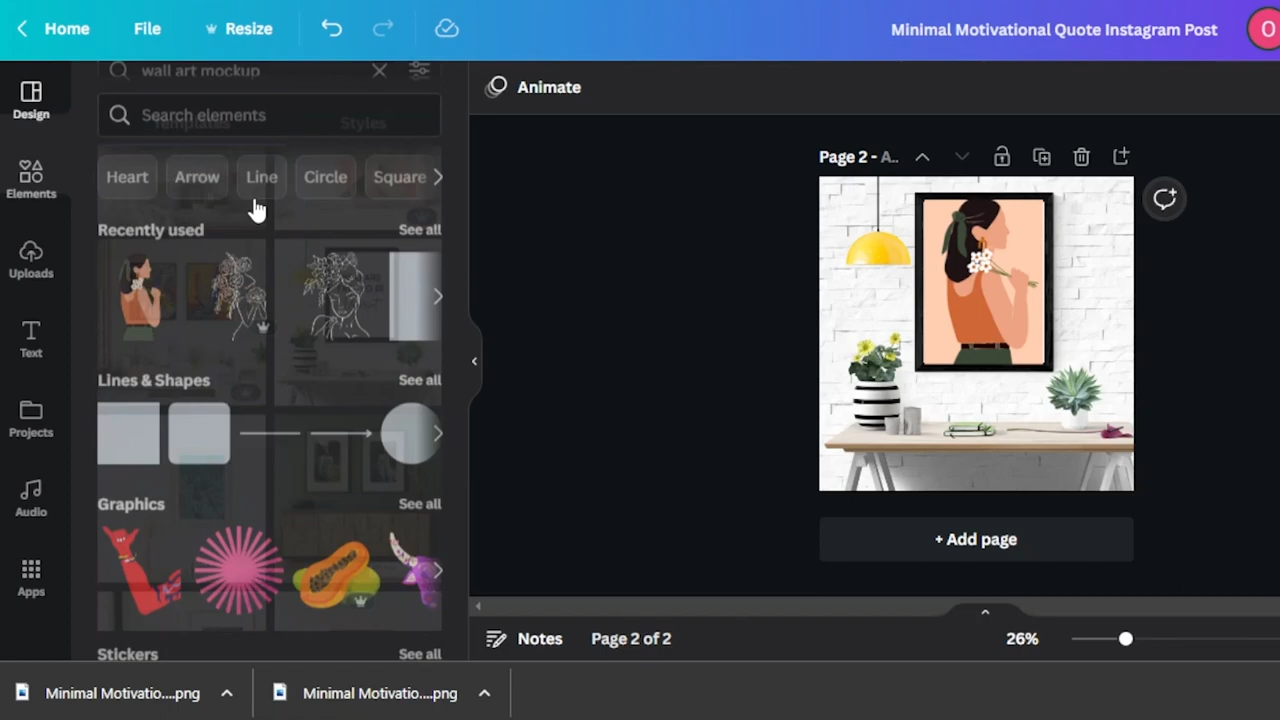 Home File Resize
Minimal Motivational Quote Instagram Post O
Design
Elements
Uploads
Text
Projects
Audio
Apps
wall art mockup
Search elements
Templates Styles
Heart Arrow Line Circle Square
Recently used See all
Lines & Shapes See all
Graphics See all
Stickers See all
Animate
Page 2 - A..
+ Add page
Notes Page 2 of 2 26%
Minimal Motivatio....png Minimal Motivatio....png